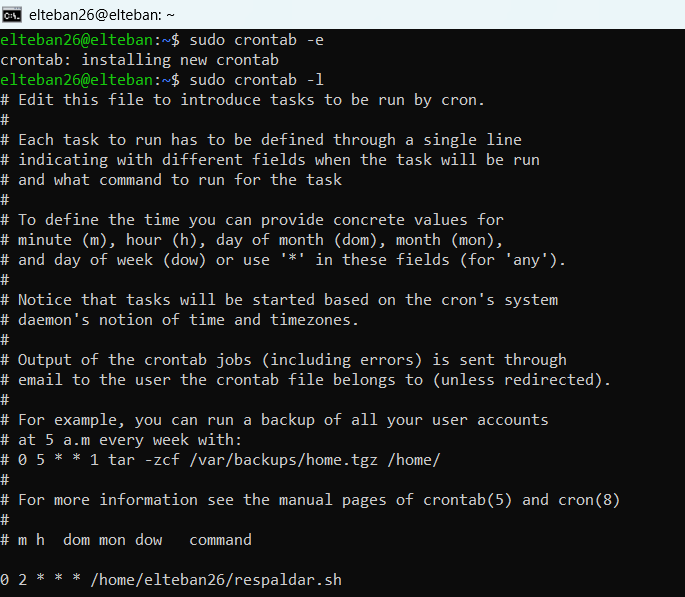 elteban26@elteban: ~
elteban26@elteban:~$ sudo crontab -e
crontab: installing new crontab
elteban26@elteban:~$ sudo crontab -l
# Edit this file to introduce tasks to be run by cron.
#
# Each task to run has to be defined through a single line
# indicating with different fields when the task will be run
# and what command to run for the task
#
# To define the time you can provide concrete values for
# minute (m), hour (h), day of month (dom), month (mon),
# and day of week (dow) or use '*' in these fields (for 'any').
#
# Notice that tasks will be started based on the cron's system
# daemon's notion of time and timezones.
#
# Output of the crontab jobs (including errors) is sent through
# email to the user the crontab file belongs to (unless redirected).
#
# For example, you can run a backup of all your user accounts
# at 5 a.m every week with:
# 0 5 * * 1 tar -zcf /var/backups/home.tgz /home/
#
# For more information see the manual pages of crontab(5) and cron(8)
#
# m h  dom mon dow   command
0 2 * * * /home/elteban26/respaldar.sh